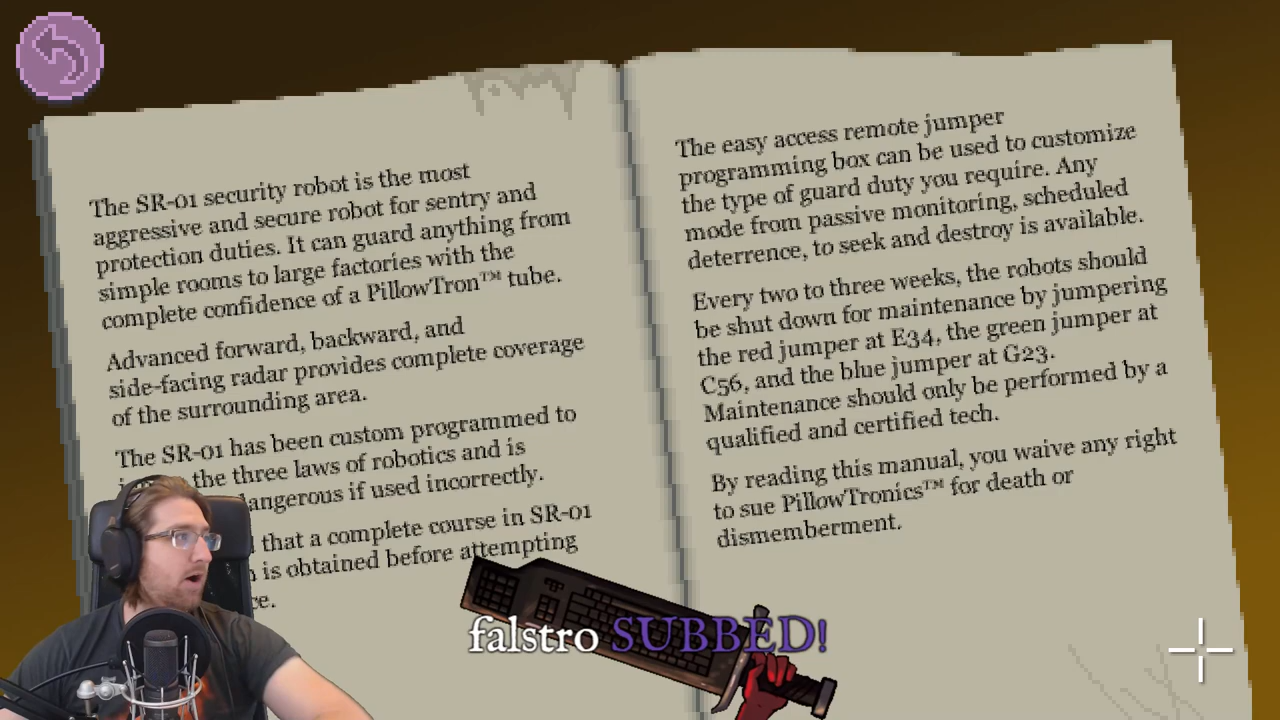 The SR-01 security robot is the most
aggressive and secure robot for sentry and
protection duties. It can guard anything from
simple rooms to large factories with the
complete confidence of a PillowTron™ tube.
Advanced forward, backward, and
side-facing radar provides complete coverage
of the surrounding area.
The SR-01 has been custom programmed to
the three laws of robotics and is
dangerous if used incorrectly.
that a complete course in SR-01
is obtained before attempting
The easy access remote jumper
programming box can be used to customize
the type of guard duty you require. Any
mode from passive monitoring, scheduled
deterrence, to seek and destroy is available.
Every two to three weeks, the robots should
be shut down for maintenance by jumpering
the red jumper at E34, the green jumper at
C56, and the blue jumper at G23.
Maintenance should only be performed by a
qualified and certified tech.
By reading this manual, you waive any right
to sue PillowTronics™ for death or
dismemberment.
falstro SUBBED!